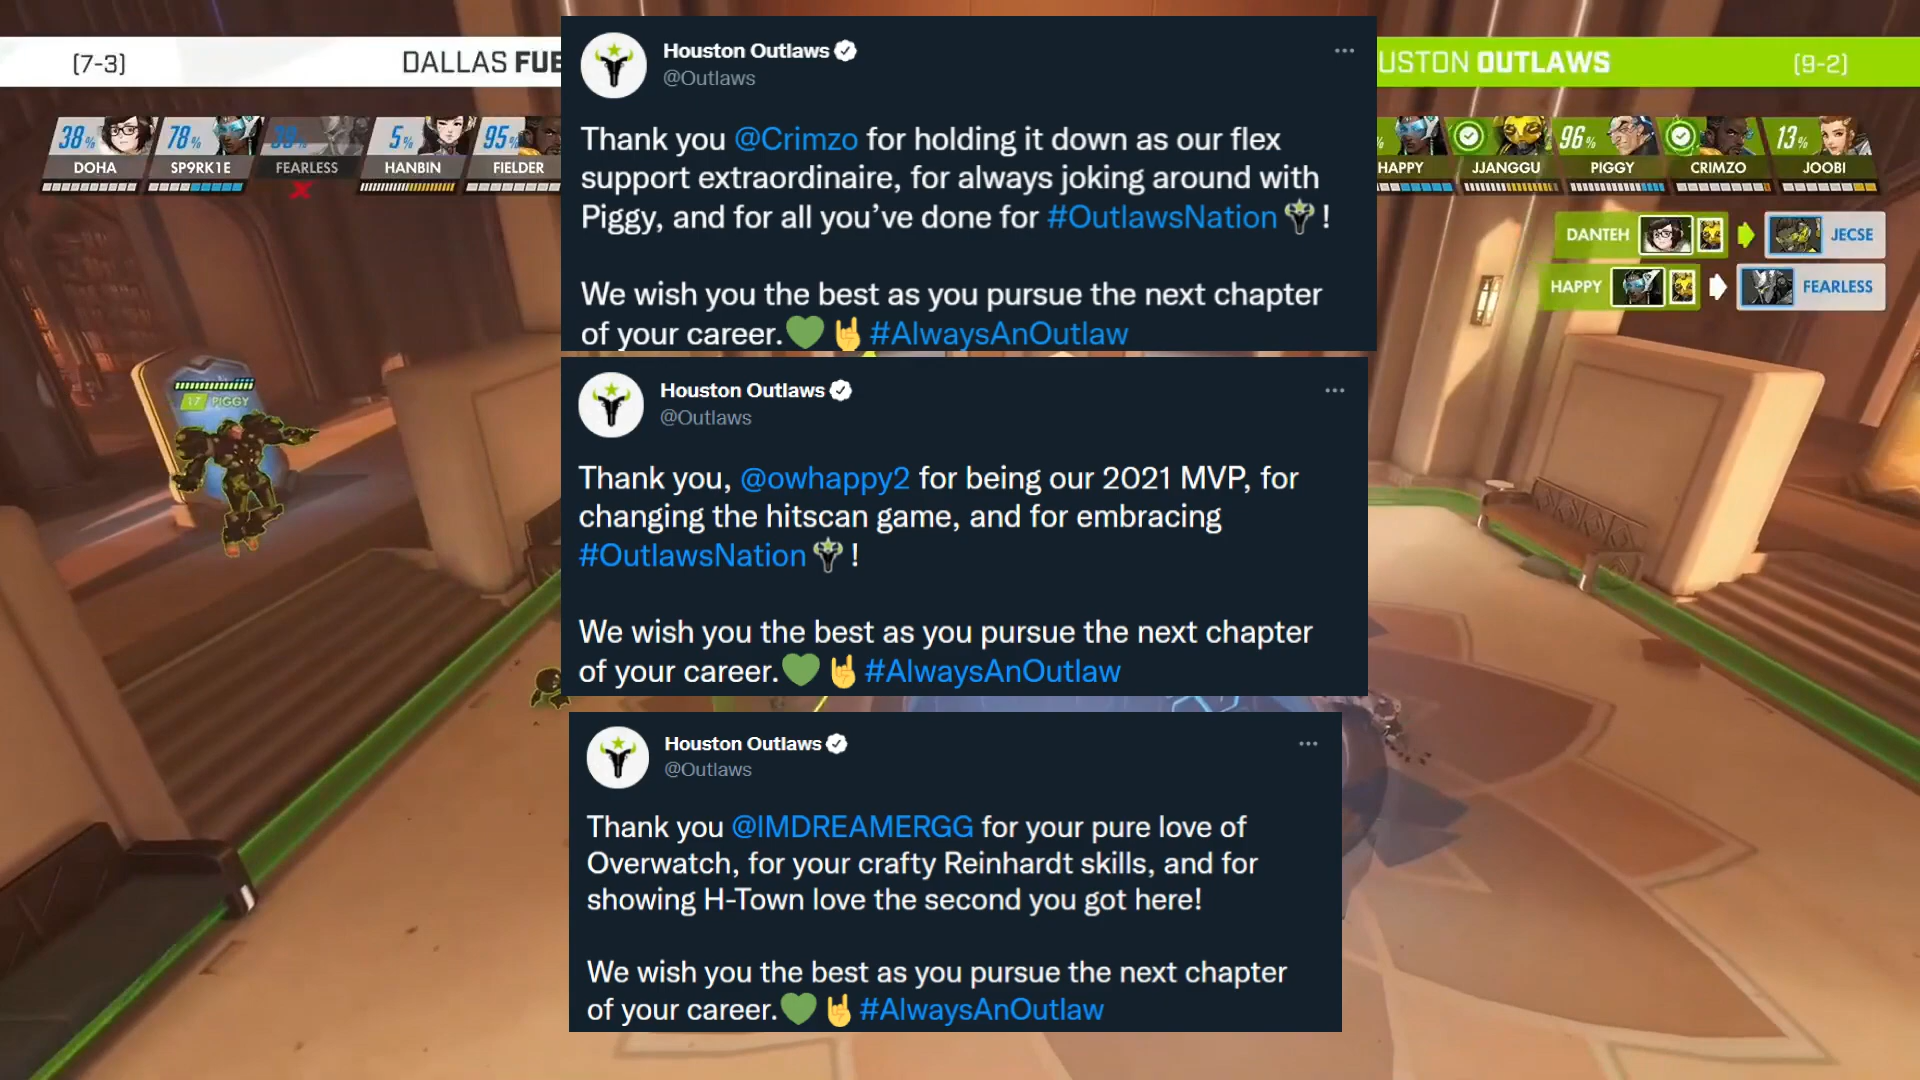 [7-3]
DALLAS FUE
38%
DOHA
78%
SP9RK1E
FEARLESS
5%
HANBIN
95%
FIELDER
USTON OUTLAWS
[9-2]
%
HAPPY
JJANGGU
96%
PIGGY
CRIMZO
13%
JOOBI
DANTEH
JECSE
HAPPY
FEARLESS
17 PIGGY
Houston Outlaws
@Outlaws
Thank you @Crimzo for holding it down as our flex
support extraordinaire, for always joking around with
Piggy, and for all you’ve done for #OutlawsNation !
We wish you the best as you pursue the next chapter
of your career.💚🤘#AlwaysAnOutlaw
Houston Outlaws
@Outlaws
Thank you, @owhappy2 for being our 2021 MVP, for
changing the hitscan game, and for embracing
#OutlawsNation !
We wish you the best as you pursue the next chapter
of your career.💚🤘#AlwaysAnOutlaw
Houston Outlaws
@Outlaws
Thank you @IMDREAMERGG for your pure love of
Overwatch, for your crafty Reinhardt skills, and for
showing H-Town love the second you got here!
We wish you the best as you pursue the next chapter
of your career.💚🤘#AlwaysAnOutlaw